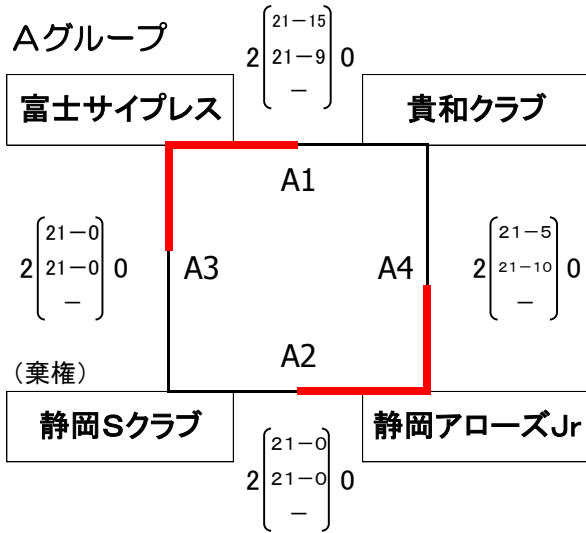 Aグループ
2 21-15 0
21-9
-
富士サイプレス
貴和クラブ
A1
2 21-0 0
21-0
-
A3
A4
2 21-5 0
21-10
-
A2
(棄権)
静岡Sクラブ
静岡アローズJr
2 21-0 0
21-0
-